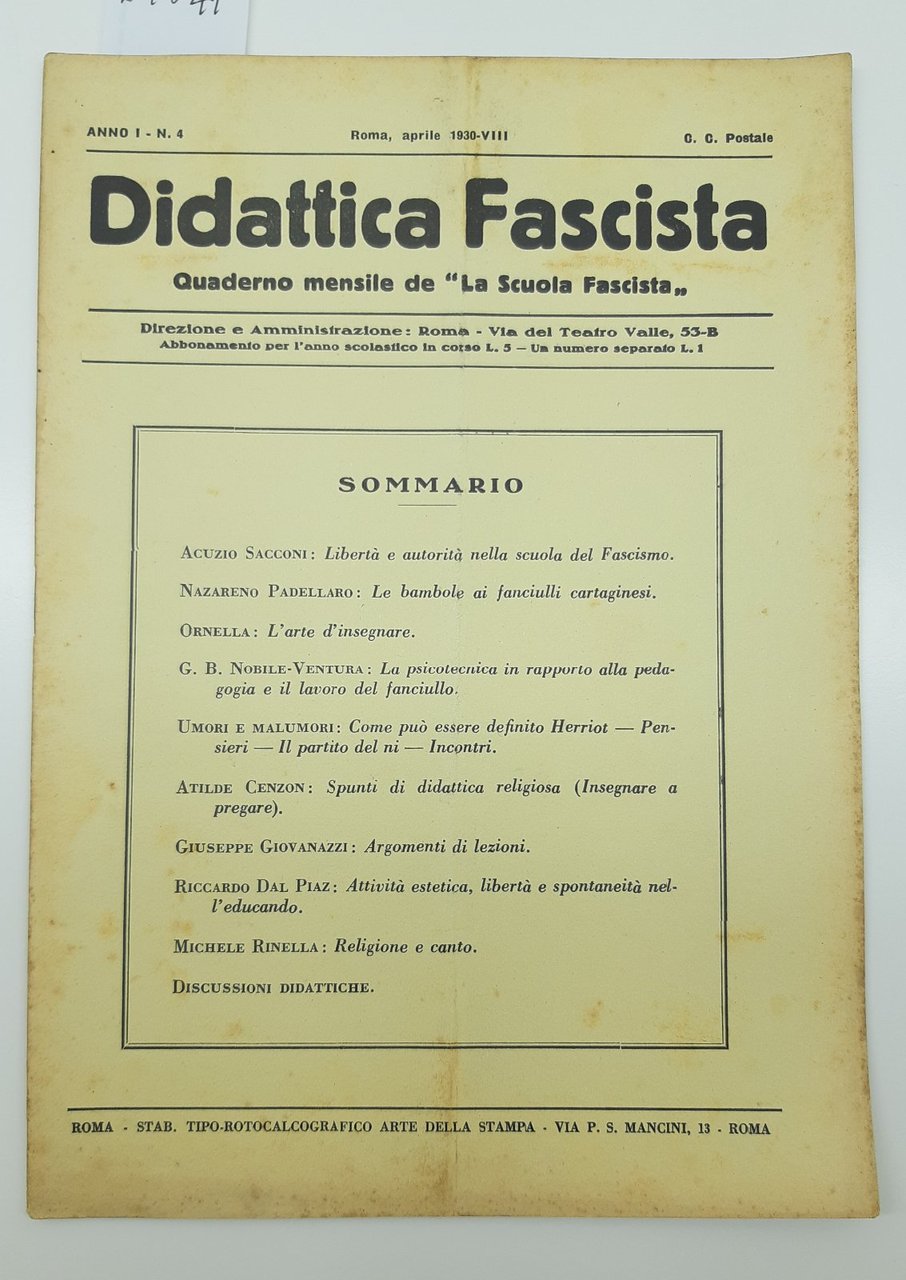 ANNO I - N. 4
Roma, aprile 1930-VIII
C. C. Postale
Didattica Fascista
Quaderno mensile de "La Scuola Fascista„
Direzione e Amministrazione: Roma - Via del Teatro Valle, 53-B
Abbonamento per l'anno scolastico in corso L. 5 — Un numero separato L. 1
SOMMARIO
ACUZIO SACCONI: Libertà e autorità nella scuola del Fascismo.
NAZARENO PADELLARO: Le bambole ai fanciulli cartaginesi.
ORNELLA: L'arte d'insegnare.
G. B. NOBILE-VENTURA: La psicotecnica in rapporto alla peda-
gogia e il lavoro del fanciullo.
UMORI E MALUMORI: Come può essere definito Herriot — Pen-
sieri — Il partito del ni — Incontri.
ATILDE CENZON: Spunti di didattica religiosa (Insegnare a
pregare).
GIUSEPPE GIOVANAZZI: Argomenti di lezioni.
RICCARDO DAL PIAZ: Attività estetica, libertà e spontaneità nel-
l'educando.
MICHELE RINELLA: Religione e canto.
DISCUSSIONI DIDATTICHE.
ROMA - STAB. TIPO-ROTOCALCOGRAFICO ARTE DELLA STAMPA - VIA P. S. MANCINI, 13 - ROMA